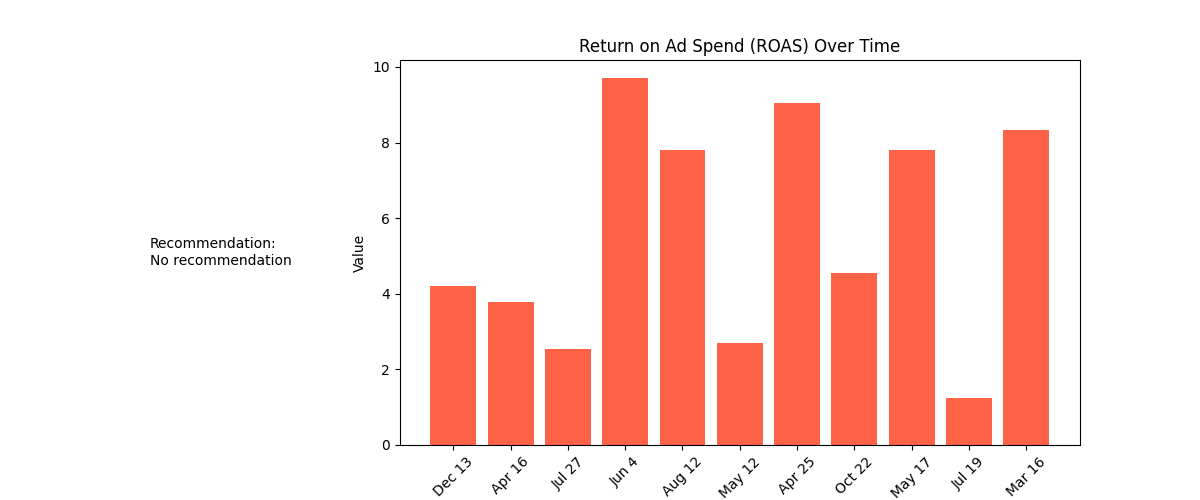 Return on Ad Spend (ROAS) Over Time
10
8
6
4
2
0
Value
Recommendation:
No recommendation
Dec 13
Apr 16
Jul 27
Jun 4
Aug 12
May 12
Apr 25
Oct 22
May 17
Jul 19
Mar 16